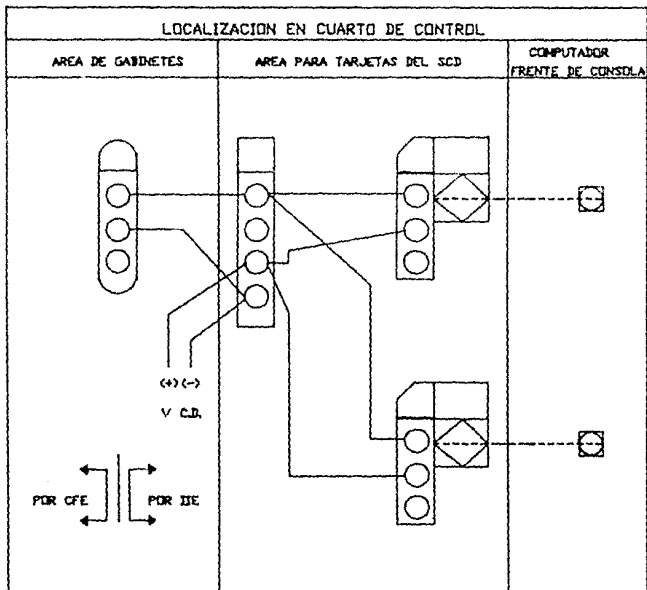 LOCALIZACION EN CUARTO DE CONTROL
AREA DE GABINETES
AREA PARA TARJETAS DEL SCD
COMPUTADOR
FRENTE DE CONSOLA
(+) (-)
V C.D.
POR CFE
POR IIE